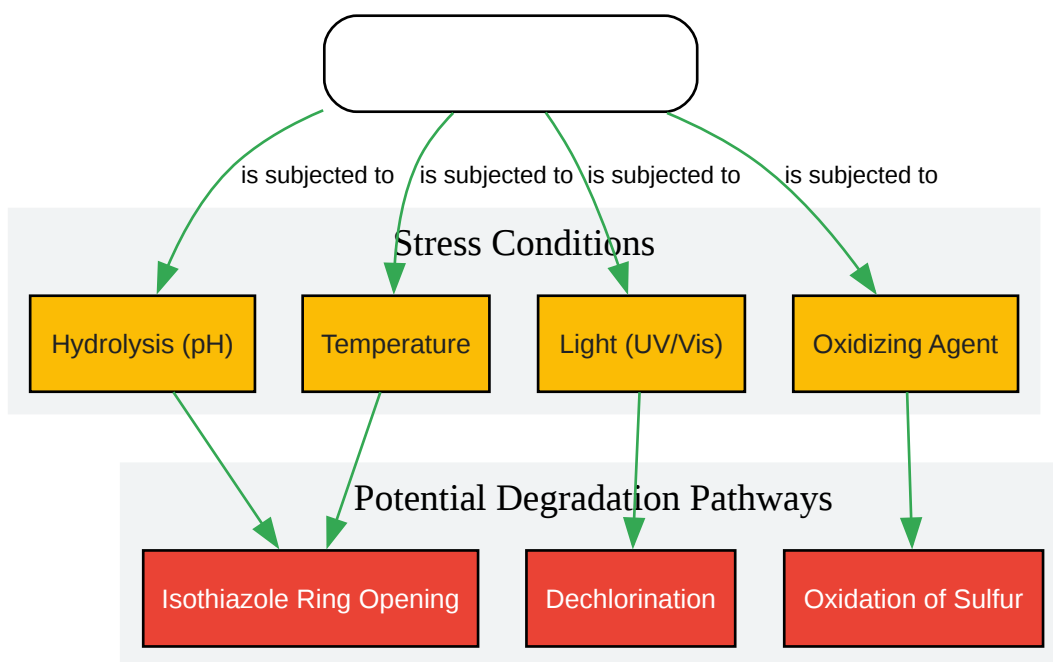 is subjected to
is subjected to
is subjected to
is subjected to
Stress Conditions
Hydrolysis (pH)
Temperature
Light (UV/Vis)
Oxidizing Agent
Potential Degradation Pathways
Isothiazole Ring Opening
Dechlorination
Oxidation of Sulfur